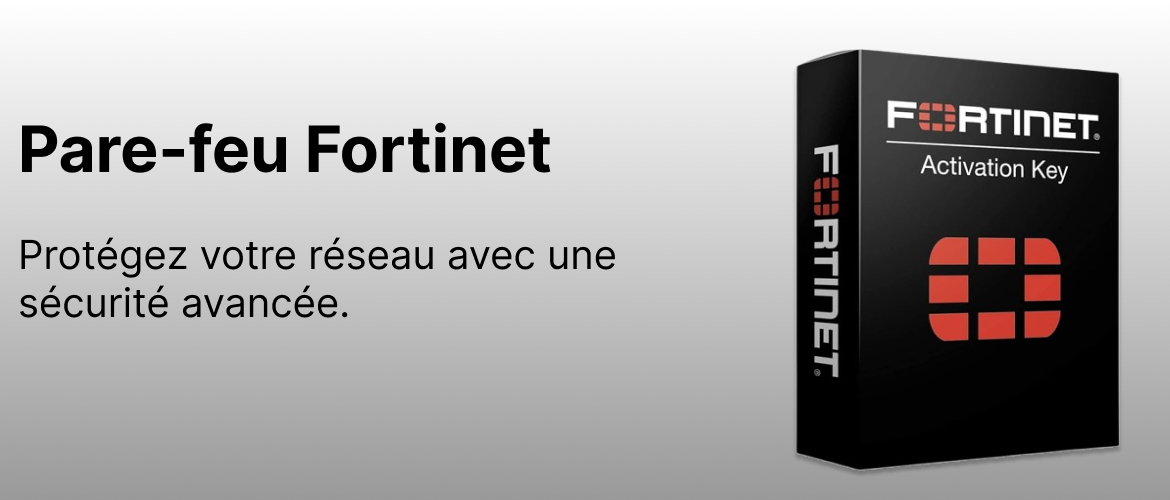 Pare-feu Fortinet
Protégez votre réseau avec une
sécurité avancée.
FORTINET®
Activation Key
FORTINET®